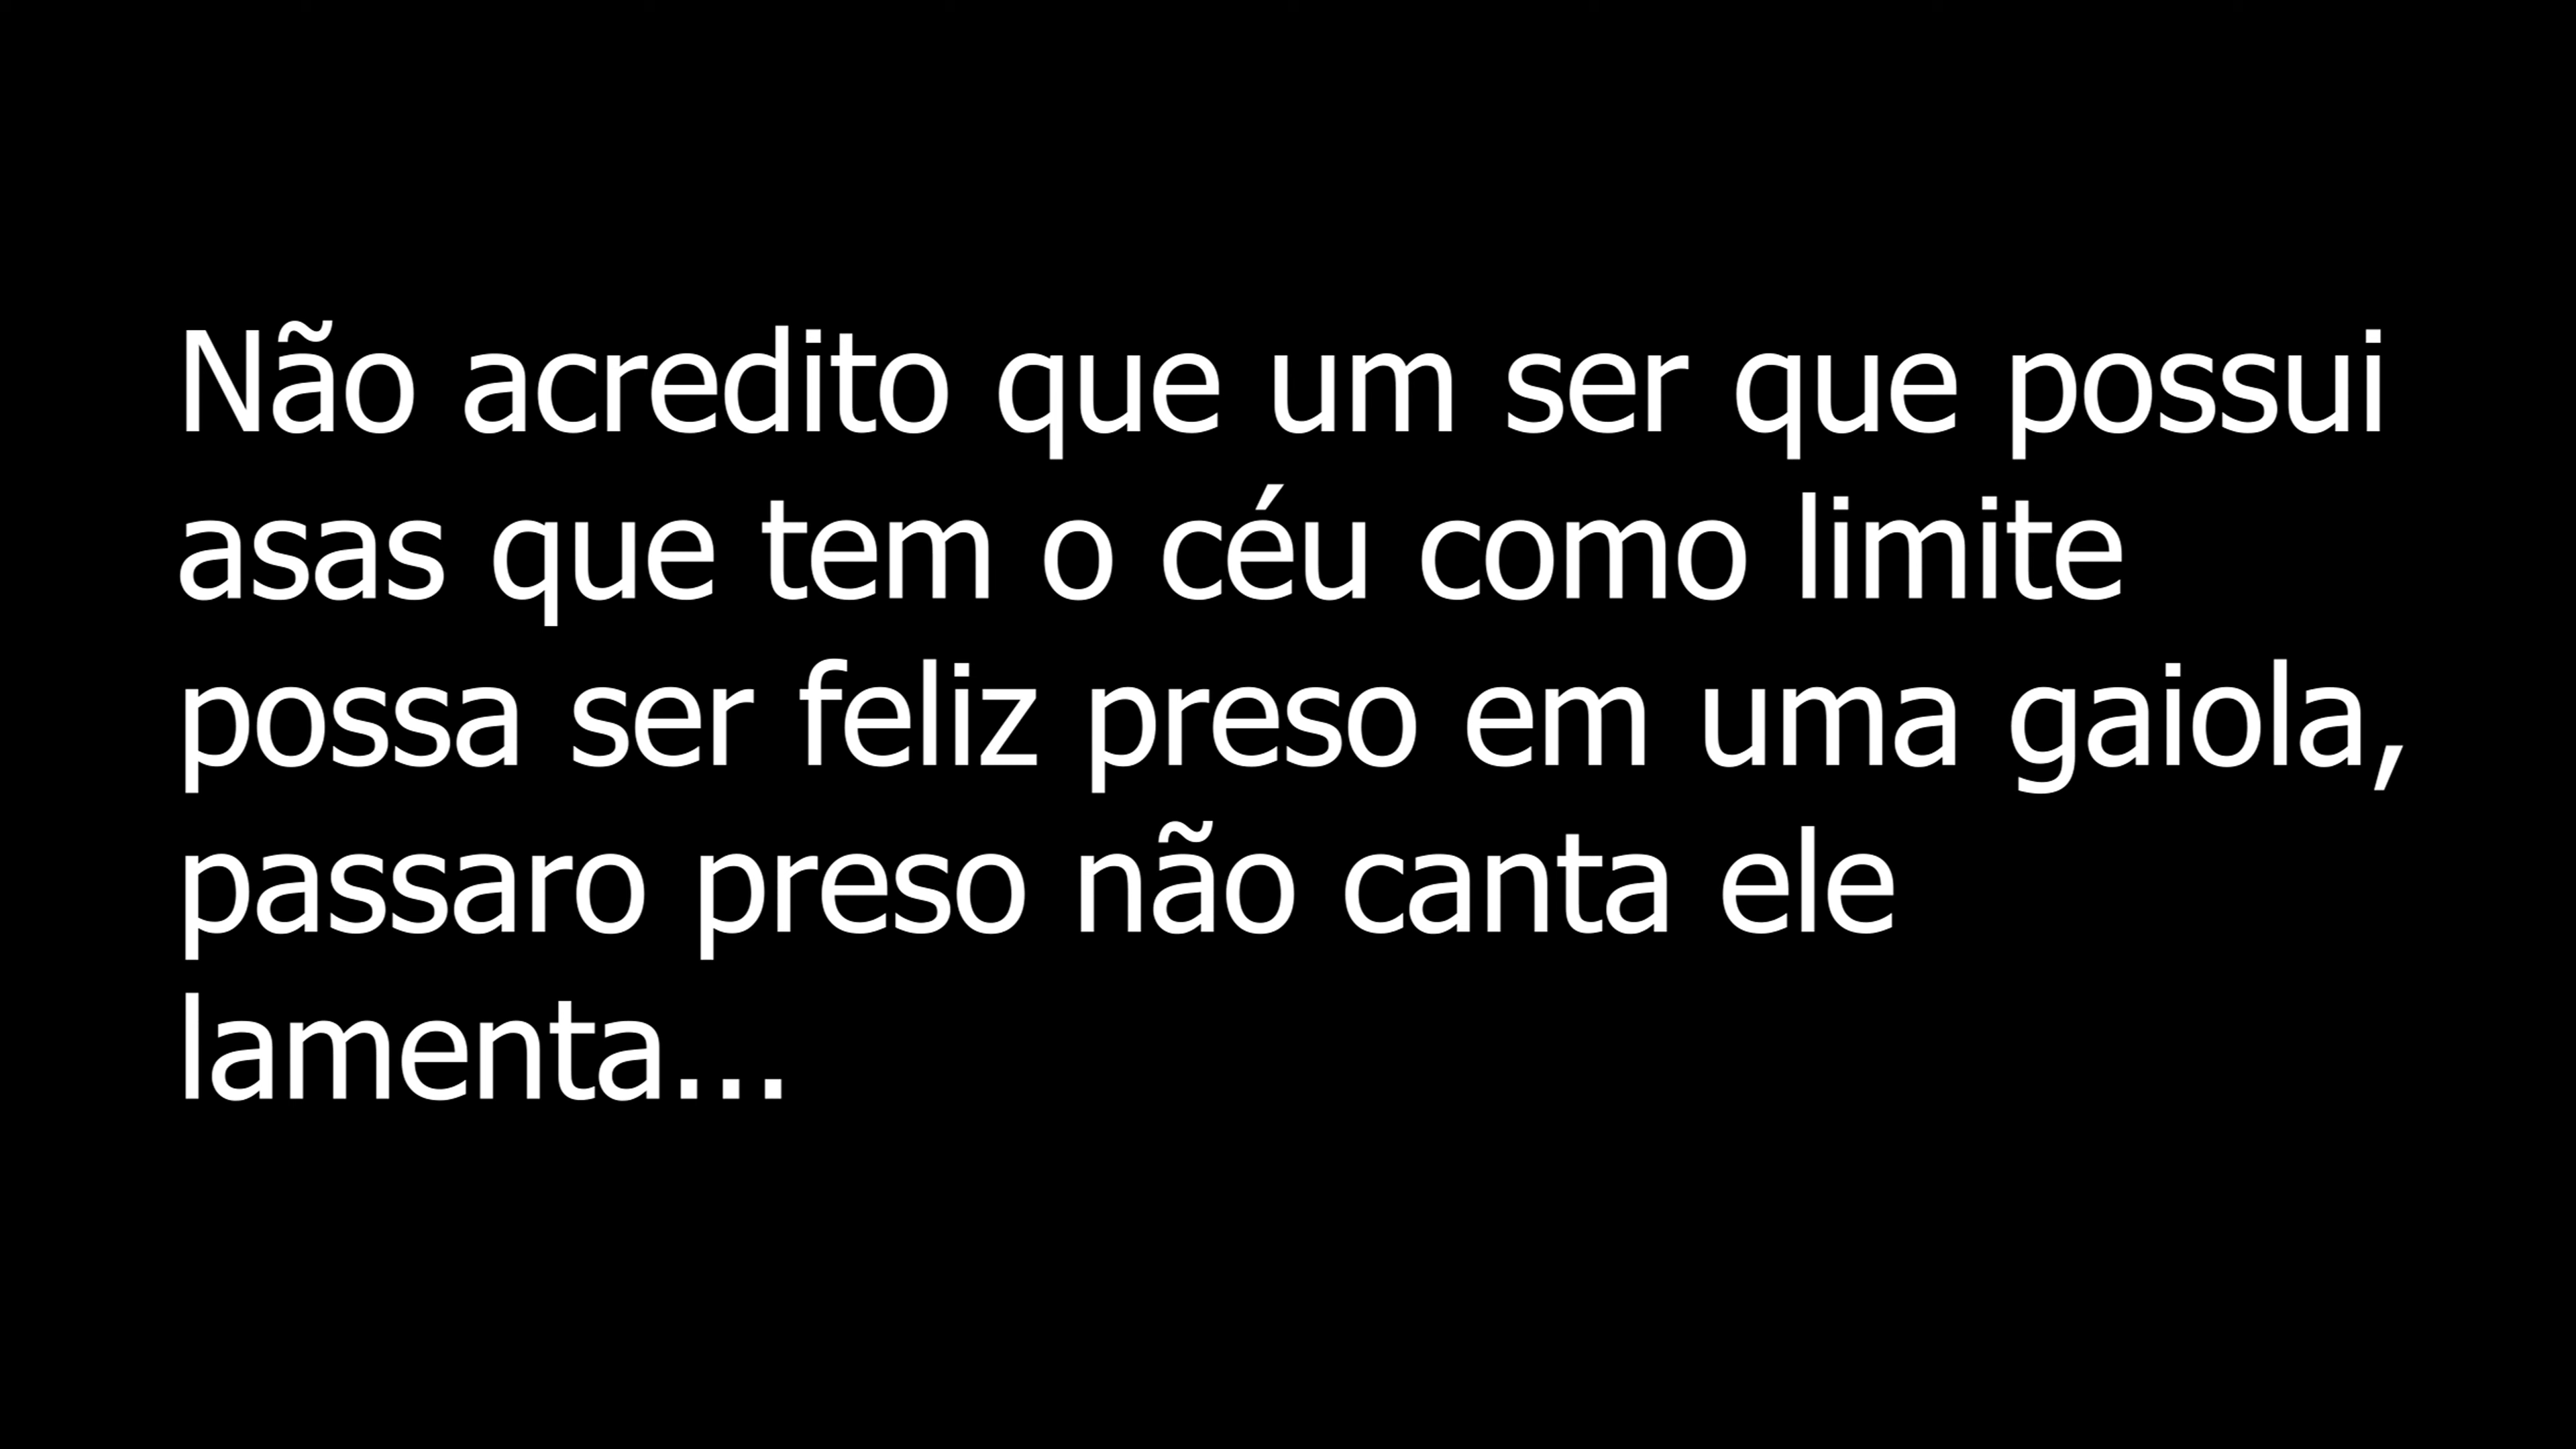 Não acredito que um ser que possui
asas que tem o céu como limite
possa ser feliz preso em uma gaiola,
passaro preso não canta ele
lamenta...